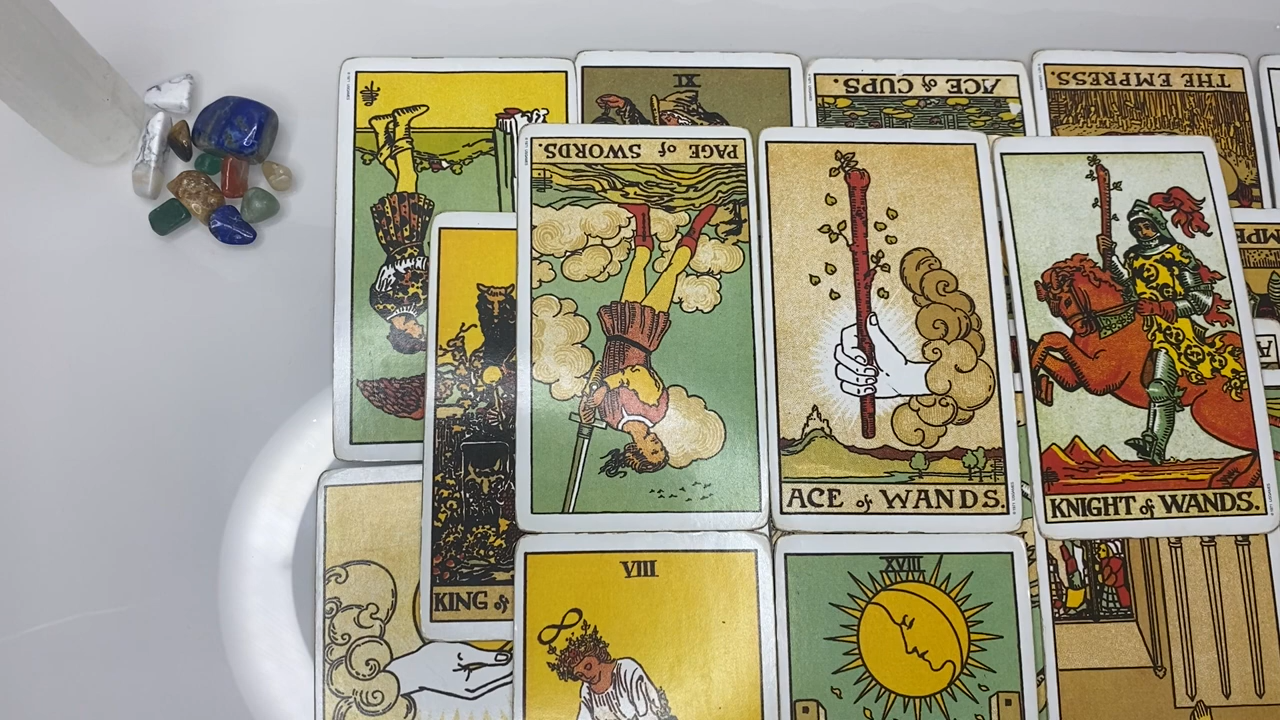 XI
ACE of CUPS.
THE EMPRESS.
PAGE of SWORDS.
ACE of WANDS.
KNIGHT of WANDS.
KING of
VIII
XVIII